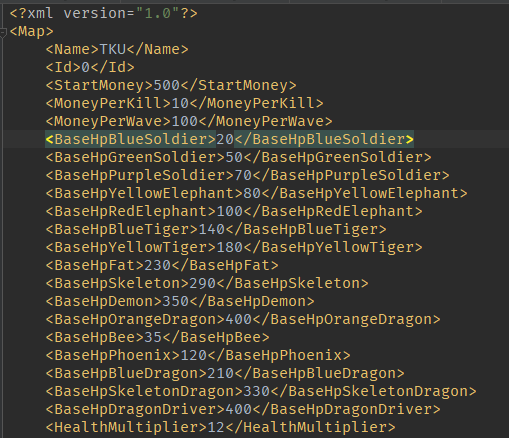 <?xml version="1.0"?>
<Map>
<Name>TKU</Name>
<Id>0</Id>
<StartMoney>500</StartMoney>
<MoneyPerKill>10</MoneyPerKill>
<MoneyPerWave>100</MoneyPerWave>
<BaseHpBlueSoldier>20</BaseHpBlueSoldier>
<BaseHpGreenSoldier>50</BaseHpGreenSoldier>
<BaseHpPurpleSoldier>70</BaseHpPurpleSoldier>
<BaseHpYellowElephant>80</BaseHpYellowElephant>
<BaseHpRedElephant>100</BaseHpRedElephant>
<BaseHpBlueTiger>140</BaseHpBlueTiger>
<BaseHpYellowTiger>180</BaseHpYellowTiger>
<BaseHpFat>230</BaseHpFat>
<BaseHpSkeleton>290</BaseHpSkeleton>
<BaseHpDemon>350</BaseHpDemon>
<BaseHpOrangeDragon>400</BaseHpOrangeDragon>
<BaseHpBee>35</BaseHpBee>
<BaseHpPhoenix>120</BaseHpPhoenix>
<BaseHpBlueDragon>210</BaseHpBlueDragon>
<BaseHpSkeletonDragon>330</BaseHpSkeletonDragon>
<BaseHpDragonDriver>400</BaseHpDragonDriver>
<HealthMultiplier>12</HealthMultiplier>